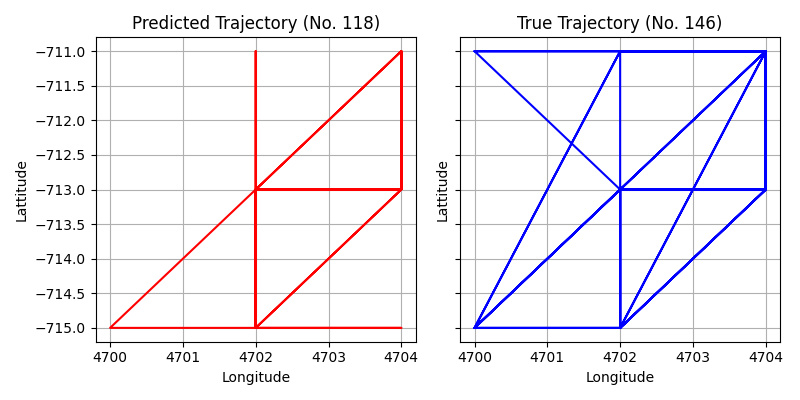 Predicted Trajectory (No. 118)
True Trajectory (No. 146)
−711.0
−711.5
−712.0
−712.5
−713.0
−713.5
−714.0
−714.5
−715.0
Lattitude
Lattitude
4700 4701 4702 4703 4704
4700 4701 4702 4703 4704
Longitude
Longitude